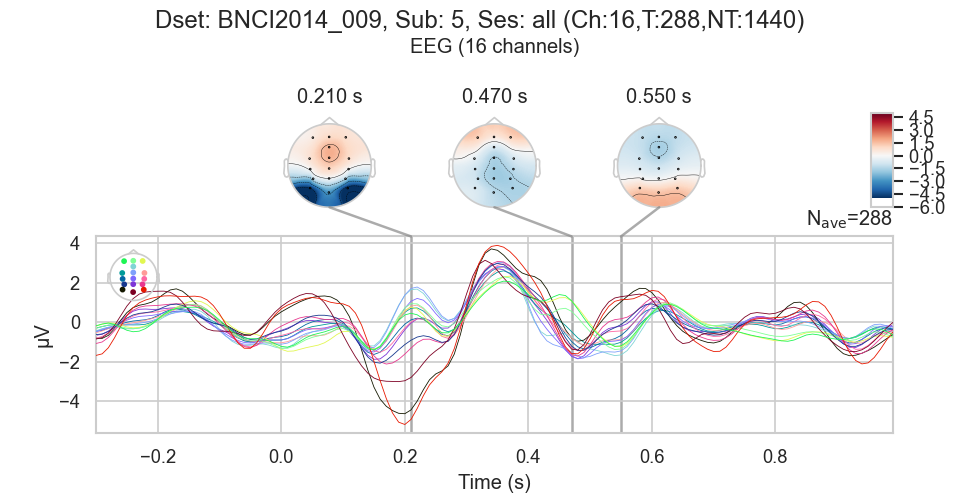 Dset: BNCI2014_009, Sub: 5, Ses: all (Ch:16,T:288,NT:1440)
EEG (16 channels)
0.210 s 0.470 s 0.550 s
4.5
3.0
1.5
0.0
−1.5
−3.0
−4.5
−6.0
Nave=288
4
2
0
−2
−4
µV
−0.2 0.0 0.2 0.4 0.6 0.8
Time (s)